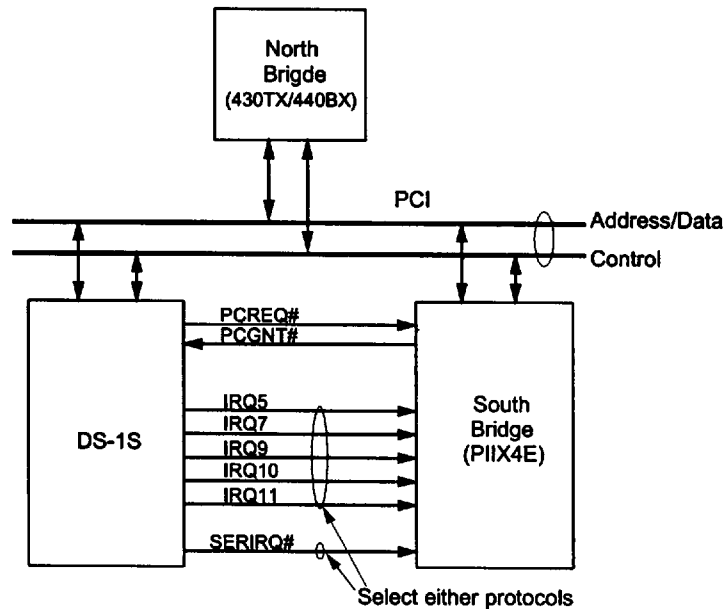 North
Brigde
(430TX/440BX)
PCI
Address/Data
Control
PCREQ#
PCGNT#
IRQ5
IRQ7
IRQ9
IRQ10
IRQ11
SERIRQ#
DS-1S
South
Bridge
(PIIX4E)
Select either protocols